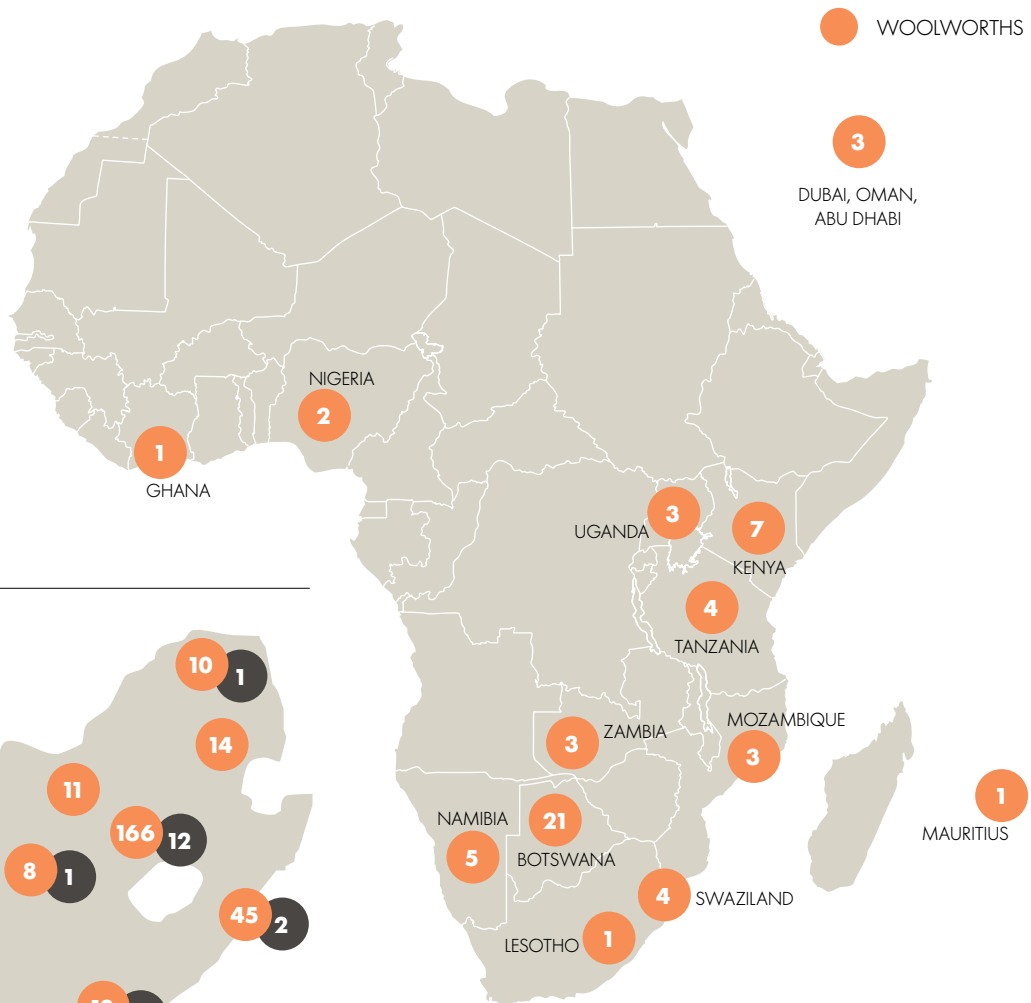 WOOLWORTHS
3
DUBAI, OMAN,
ABU DHABI
NIGERIA
2
1
GHANA
UGANDA
3
7
KENYA
4
TANZANIA
3
ZAMBIA
MOZAMBIQUE
3
1
MAURITIUS
NAMIBIA
5
21
BOTSWANA
4
SWAZILAND
LESOTHO
1
10
1
14
11
166
12
8
1
45
2